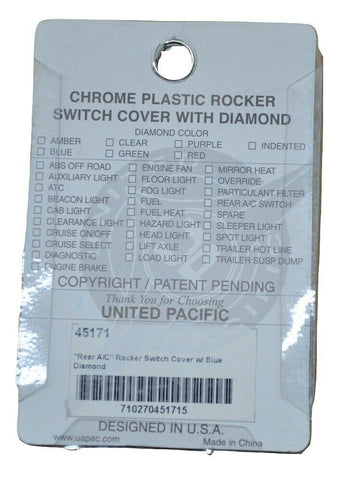 CHROME PLASTIC ROCKER
SWITCH COVER WITH DIAMOND
DIAMOND COLOR
AMBER CLEAR PURPLE INDENTED
BLUE GREEN RED
ABS OFF ROAD ENGINE FAN MIRROR HEAT
AUXILIARY LIGHT FLOOR LIGHT OVERRIDE
ATC FOG LIGHT PARTICULANT FILTER
BEACON LIGHT FUEL REAR A/C SWITCH
CAB LIGHT FUEL HEAT SPARE
CLEARANCE LIGHT HAZARD LIGHT SLEEPER LIGHT
CRUISE ON/OFF HEAD LIGHT SPOT LIGHT
CRUISE SELECT LIFT AXLE TRAILER HOT LINE
DIAGNOSTIC LOAD LIGHT TRAILER SUSP DUMP
ENGINE BRAKE
COPYRIGHT / PATENT PENDING
Thank You for Choosing
UNITED PACIFIC
45171
"Rear A/C" Rocker Switch Cover w/ Blue
Diamond
710270451715
DESIGNED IN U.S.A.
www.uapac.com Made in China